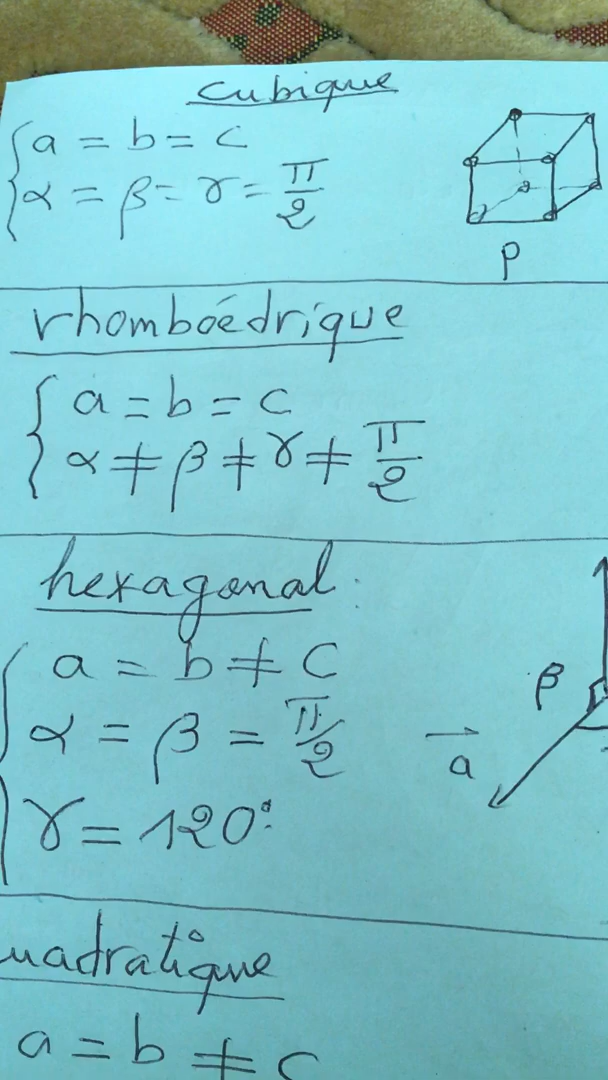 cubique
a = b = c
α = β = γ = π/2
P
rhomboédrique
a = b = c
α ≠ β ≠ γ ≠ π/2
hexagonal.
a = b ≠ c
α = β = π/2
β
a
γ = 120°
uadratique
a = b ≠ c